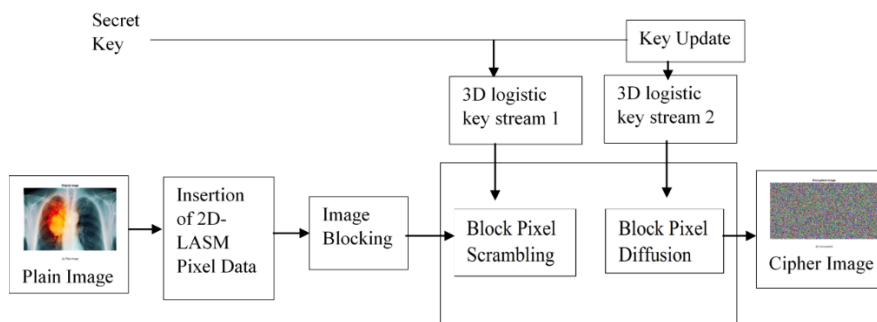 Secret
Key
Key Update
3D logistic
key stream 1
3D logistic
key stream 2
Plain Image
Insertion
of 2D-
LASM
Pixel Data
Image
Blocking
Block Pixel
Scrambling
Block Pixel
Diffusion
Cipher Image